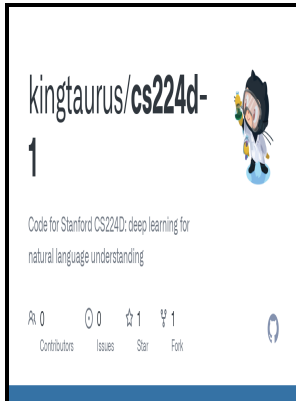 kingtaurus/cs224d-
1
Code for Stanford CS224D: deep learning for
natural language understanding
0 0 1 1
Contributors Issues Star Fork